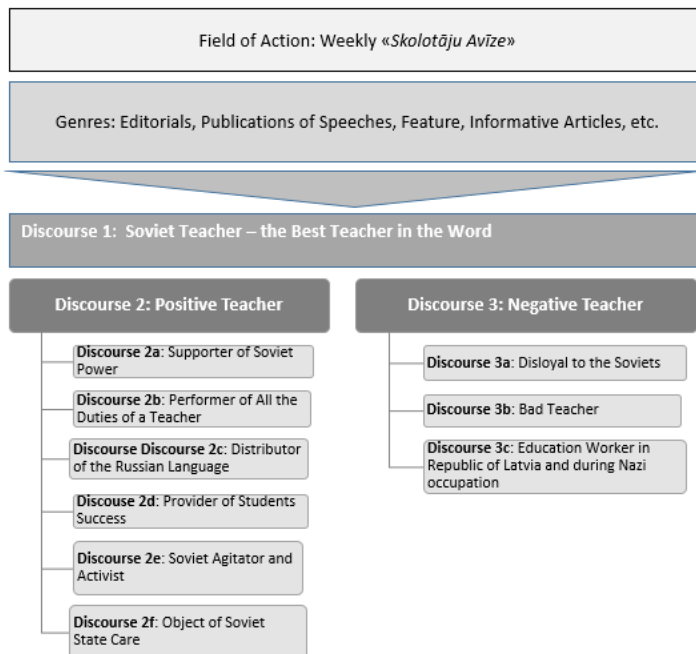 Field of Action: Weekly «Skolotāju Avīze»
Genres: Editorials, Publications of Speeches, Feature, Informative Articles, etc.
Discourse 1: Soviet Teacher – the Best Teacher in the Word
Discourse 2: Positive Teacher
Discourse 2a: Supporter of Soviet
Power
Discourse 2b: Performer of All the
Duties of a Teacher
Discourse Discourse 2c: Distributor
of the Russian Language
Discouse 2d: Provider of Students
Success
Discourse 2e: Soviet Agitator and
Activist
Discourse 2f: Object of Soviet
State Care
Discourse 3: Negative Teacher
Discourse 3a: Disloyal to the Soviets
Discourse 3b: Bad Teacher
Discourse 3c: Education Worker in
Republic of Latvia and during Nazi
occupation